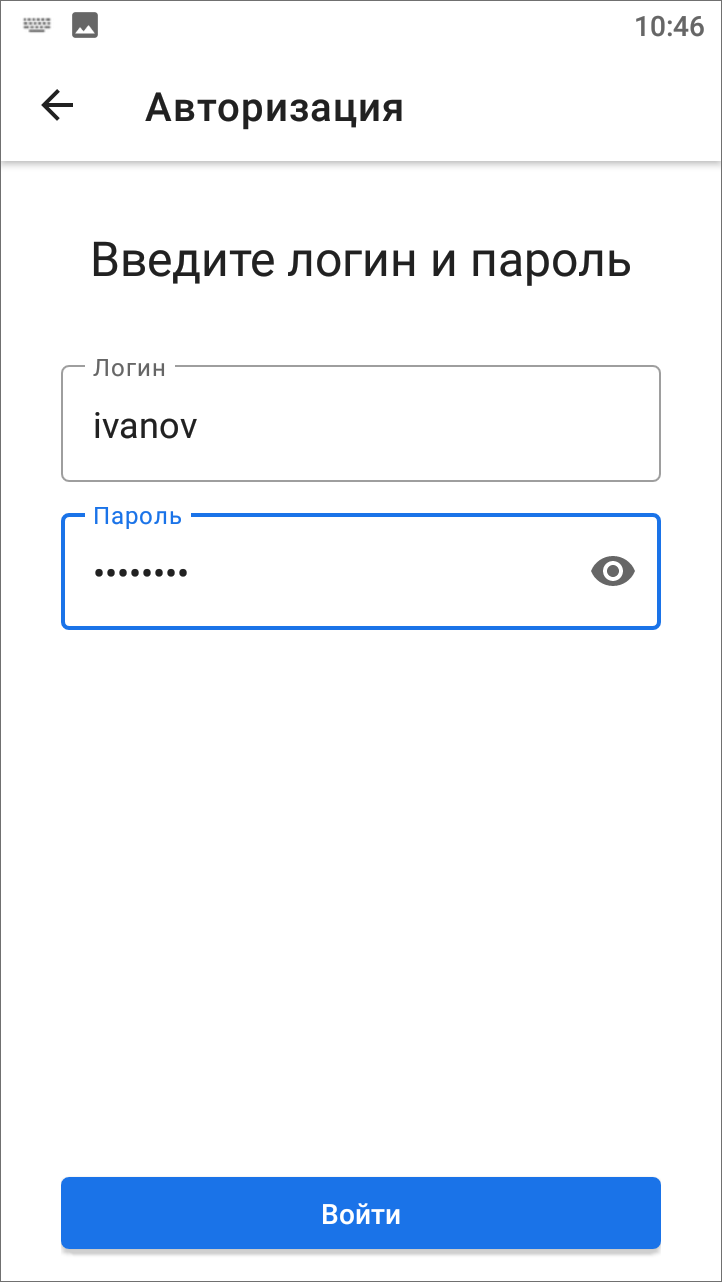 10:46
Авторизация
Введите логин и пароль
Логин
ivanov
Пароль
••••••••
Войти